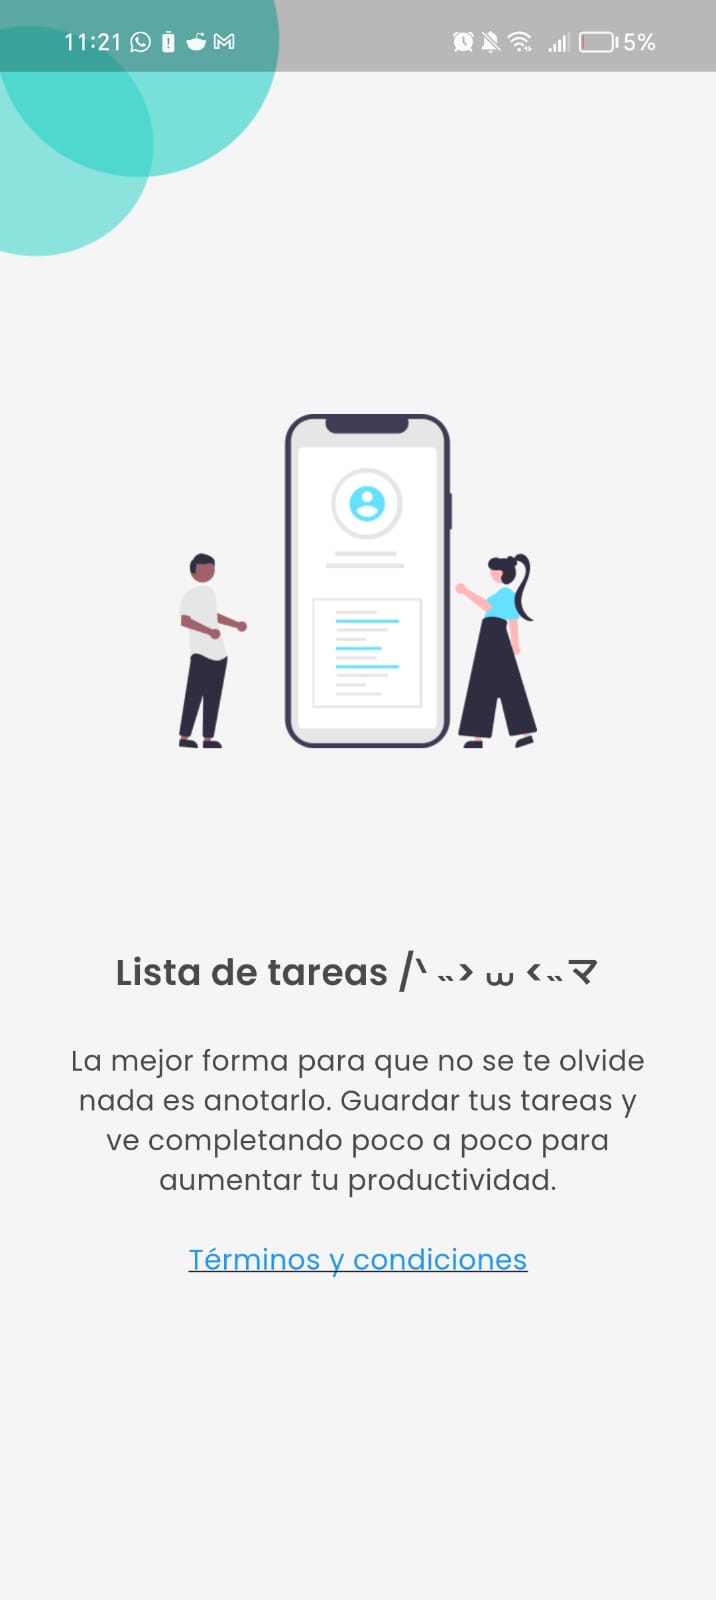 11:21 5%
Lista de tareas /ᐠ˵> ⩊ <˵マ
La mejor forma para que no se te olvide
nada es anotarlo. Guardar tus tareas y
ve completando poco a poco para
aumentar tu productividad.
Términos y condiciones